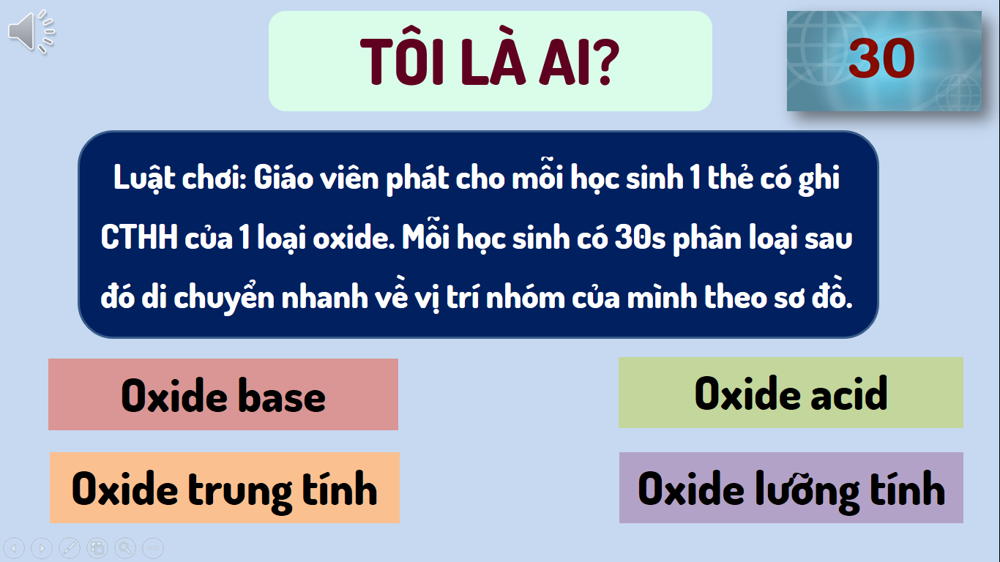 TÔI LÀ AI?
30
Luật chơi: Giáo viên phát cho mỗi học sinh 1 thẻ có ghi
CTHH của 1 loại oxide. Mỗi học sinh có 30s phân loại sau
đó di chuyển nhanh về vị trí nhóm của mình theo sơ đồ.
Oxide base
Oxide acid
Oxide trung tính
Oxide lưỡng tính